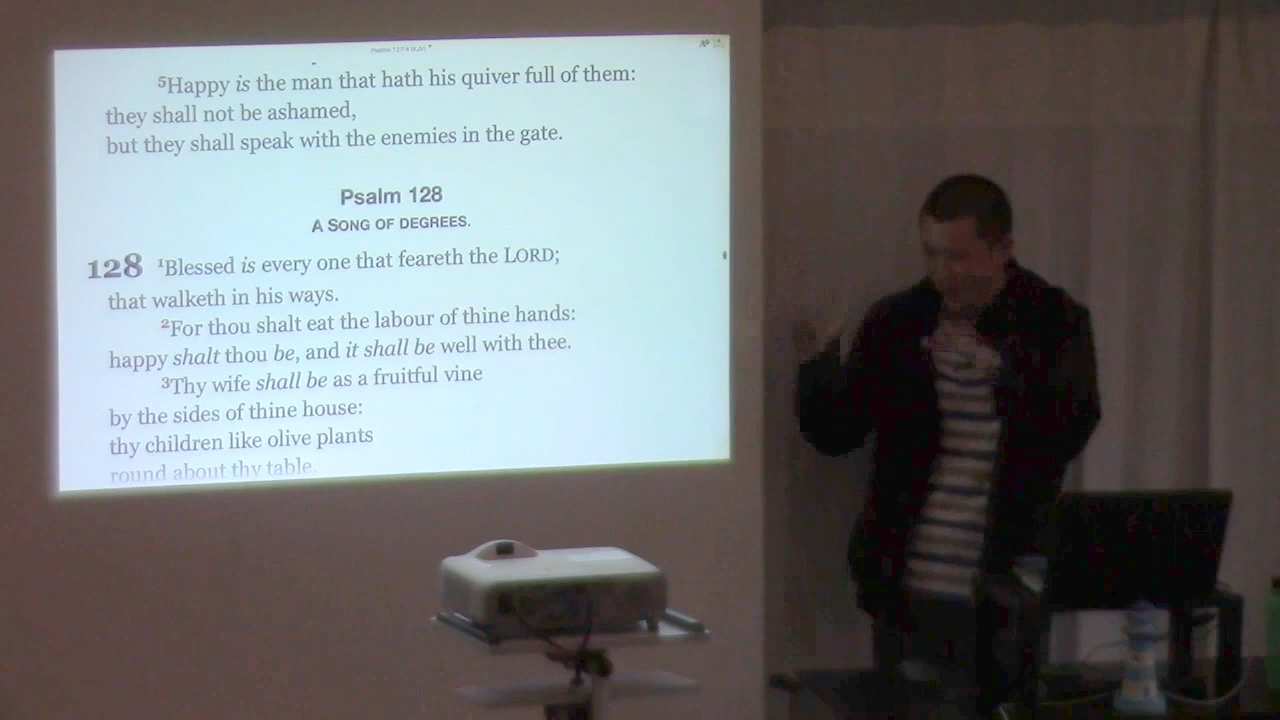 Psalms 127:4 (KJV)
5Happy is the man that hath his quiver full of them:
they shall not be ashamed,
but they shall speak with the enemies in the gate.
Psalm 128
A SONG OF DEGREES.
128 1Blessed is every one that feareth the LORD;
that walketh in his ways.
2For thou shalt eat the labour of thine hands:
happy shalt thou be, and it shall be well with thee.
3Thy wife shall be as a fruitful vine
by the sides of thine house:
thy children like olive plants
round about thy table.